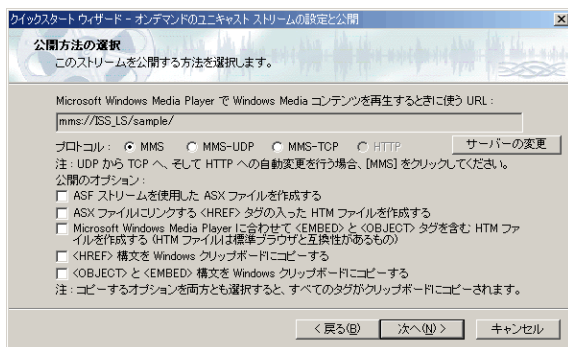 クイックスタート ウィザード - オンデマンドのユニキャスト ストリームの設定と公開
公開方法の選択
このストリームを公開する方法を選択します。
Microsoft Windows Media Player で Windows Media コンテンツを再生するときに使う URL :
mms://ISS_LS/sample/
プロトコル : MMS MMS-UDP MMS-TCP HTTP サーバーの変更
注 : UDP から TCP へ、そして HTTP への自動変更を行う場合、[MMS] をクリックしてください。
公開のオプション :
ASF ストリームを使用した ASX ファイルを作成する
ASX ファイルにリンクする <HREF> タグの入った HTM ファイルを作成する
Microsoft Windows Media Player に合わせて <EMBED> と <OBJECT> タグを含む HTM ファ
イルを作成する (HTM ファイルは標準ブラウザと互換性があるもの)
<HREF> 構文を Windows クリップボードにコピーする
<OBJECT> と <EMBED> 構文を Windows クリップボードにコピーする
注 : コピーするオプションを両方とも選択すると、すべてのタグがクリップボードにコピーされます。
< 戻る(B) 次へ(N) > キャンセル